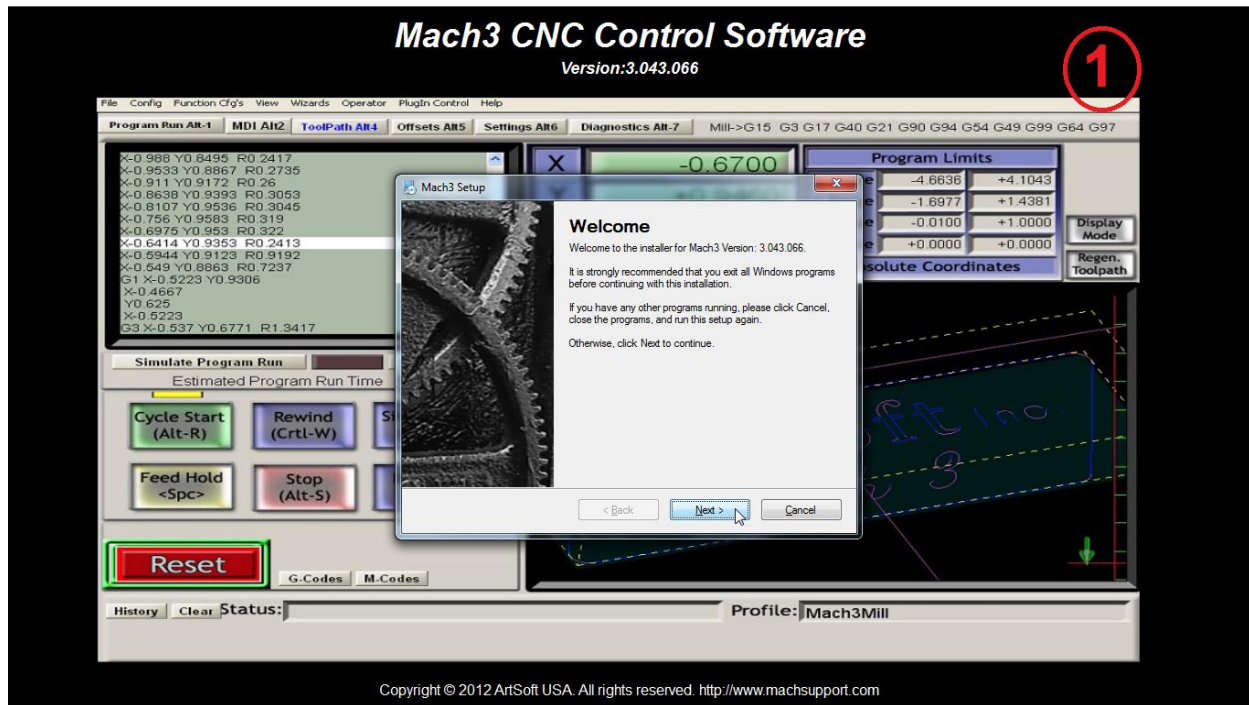 Mach3 CNC Control Software
Version:3.043.066
1
File Config Function Cfg's View Wizards Operator PlugIn Control Help
Program Run Alt-1 MDI Alt2 ToolPath Alt4 Offsets Alt5 Settings Alt6 Diagnostics Alt-7 Mill->G15 G3 G17 G40 G21 G90 G94 G54 G49 G99 G64 G97
X-0.988 Y0.8495 R0.2417
X-0.9533 Y0.8867 R0.2735
X-0.911 Y0.9172 R0.26
X-0.8638 Y0.9393 R0.3053
X-0.8107 Y0.9536 R0.3045
X-0.756 Y0.9583 R0.319
X-0.6975 Y0.953 R0.322
X-0.6414 Y0.9353 R0.2413
X-0.5944 Y0.9123 R0.9192
X-0.549 Y0.8863 R0.7237
G1 X-0.5223 Y0.9306
X-0.4667
Y0.625
X-0.5223
G3 X-0.537 Y0.6771 R1.3417
X -0.6700
Program Limits
-4.6636 +4.1043
-1.6977 +1.4381
-0.0100 +1.0000
+0.0000 +0.0000
Coordinates
Display
Mode
Regen.
Toolpath
Mach3 Setup
Welcome
Welcome to the installer for Mach3 Version: 3.043.066.
It is strongly recommended that you exit all Windows programs
before continuing with this installation.
If you have any other programs running, please click Cancel,
close the programs, and run this setup again.
Otherwise, click Next to continue.
< Back Next > Cancel
Simulate Program Run
Estimated Program Run Time
Cycle Start
(Alt-R)
Rewind
(Crtl-W)
Feed Hold
<Spc>
Stop
(Alt-S)
Reset
G-Codes M-Codes
Inc.
3
History Clear Status: Profile: Mach3Mill
Copyright © 2012 ArtSoft USA. All rights reserved. http://www.machsupport.com